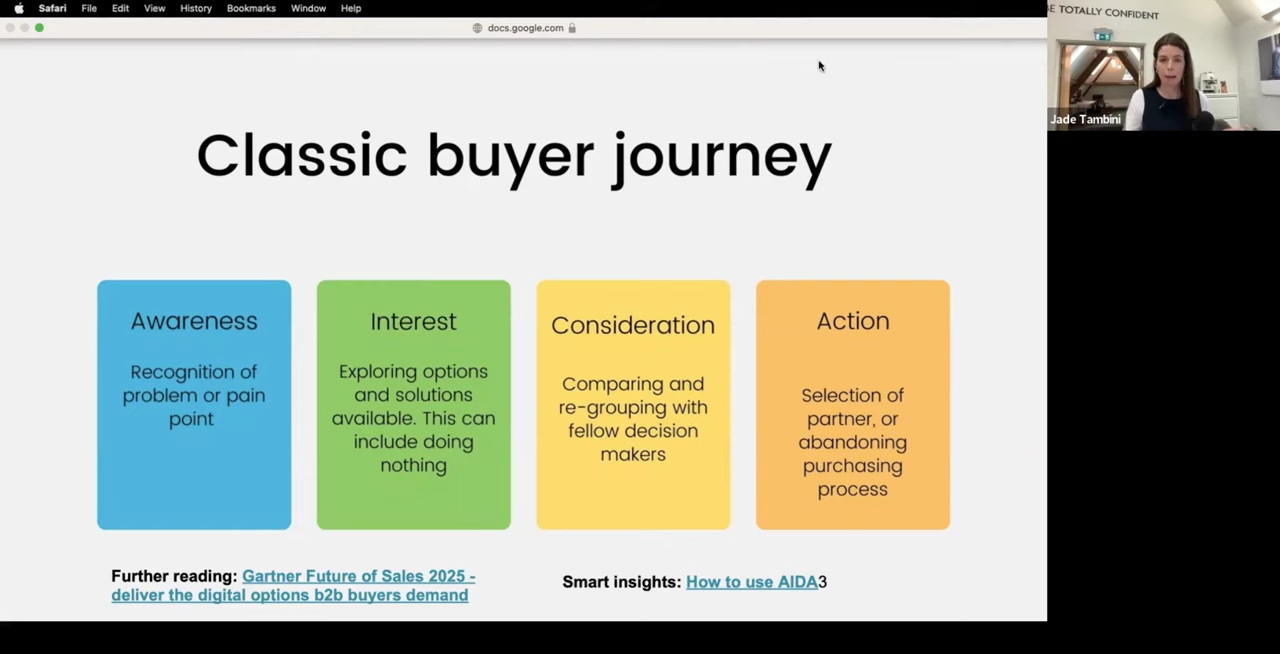 Safari File Edit View History Bookmarks Window Help
docs.google.com
E TOTALLY CONFIDENT
Jade Tambini
Classic buyer journey
Awareness
Recognition of
problem or pain
point
Interest
Exploring options
and solutions
available. This can
include doing
nothing
Consideration
Comparing and
re-grouping with
fellow decision
makers
Action
Selection of
partner, or
abandoning
purchasing
process
Further reading: Gartner Future of Sales 2025 -
deliver the digital options b2b buyers demand
Smart insights: How to use AIDA3